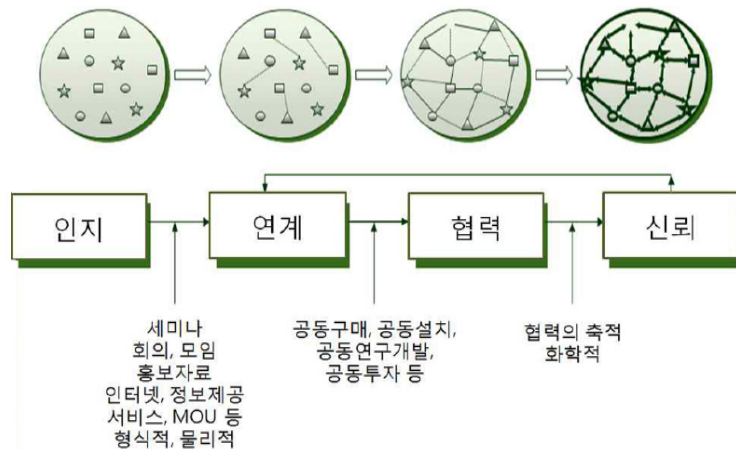 인지
연계
협력
신뢰
세미나
회의, 모임
홍보자료
인터넷, 정보제공
서비스, MOU 등
형식적, 물리적
공동구매, 공동설치,
공동연구개발,
공동투자 등
협력의 축적
화학적